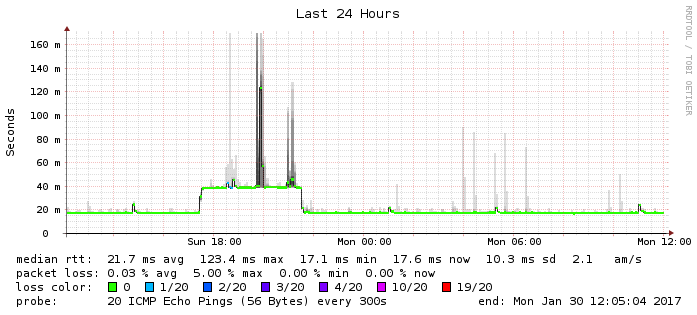 Last 24 Hours
RRDTOOL / TOBI OETIKER
Seconds
160 m
140 m
120 m
100 m
80 m
60 m
40 m
20 m
0
Sun 18:00 Mon 00:00 Mon 06:00 Mon 12:00
median rtt: 21.7 ms avg 123.4 ms max 17.1 ms min 17.6 ms now 10.3 ms sd 2.1 am/s
packet loss: 0.03 % avg 5.00 % max 0.00 % min 0.00 % now
loss color: 0 1/20 2/20 3/20 4/20 10/20 19/20
probe: 20 ICMP Echo Pings (56 Bytes) every 300s end: Mon Jan 30 12:05:04 2017